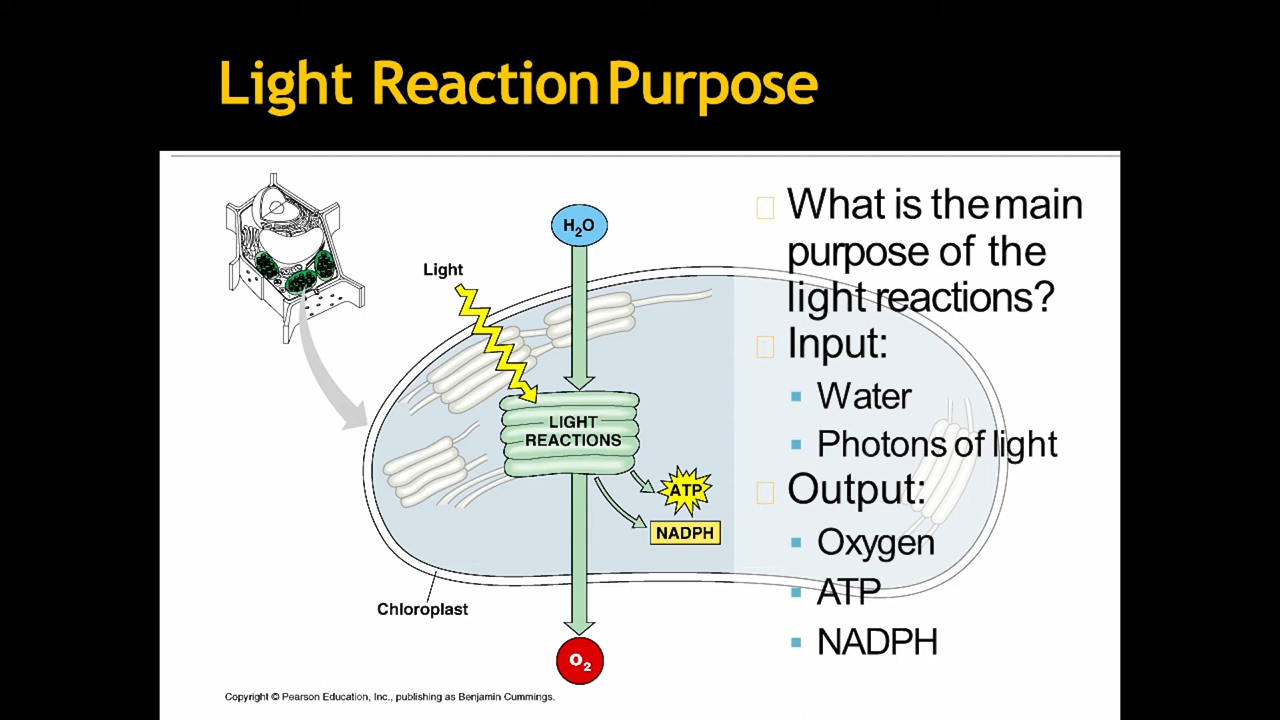 Light Reaction Purpose
H₂O
Light
LIGHT
REACTIONS
ATP
NADPH
Chloroplast
O₂
Copyright © Pearson Education, Inc., publishing as Benjamin Cummings.
What is the main
purpose of the
light reactions?
Input:
Water
Photons of light
Output:
Oxygen
ATP
NADPH